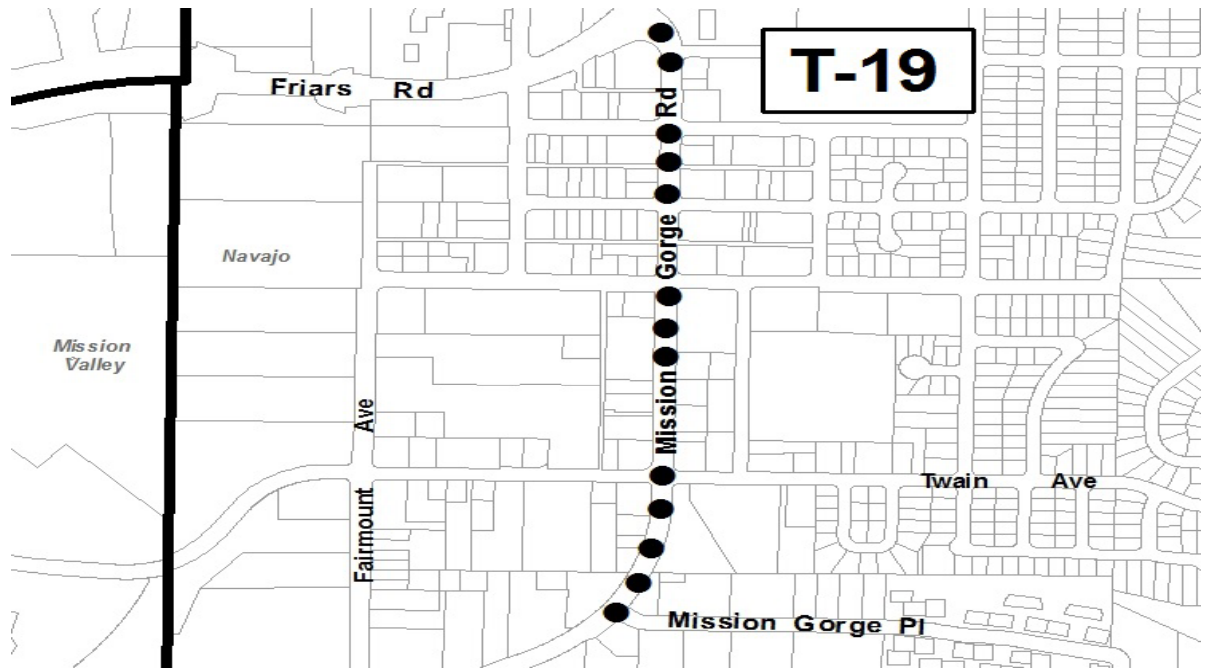 T-19
Friars Rd
Mission Gorge Rd
Navajo
Mission
Valley
Fairmount Ave
Twain Ave
Mission Gorge Pl